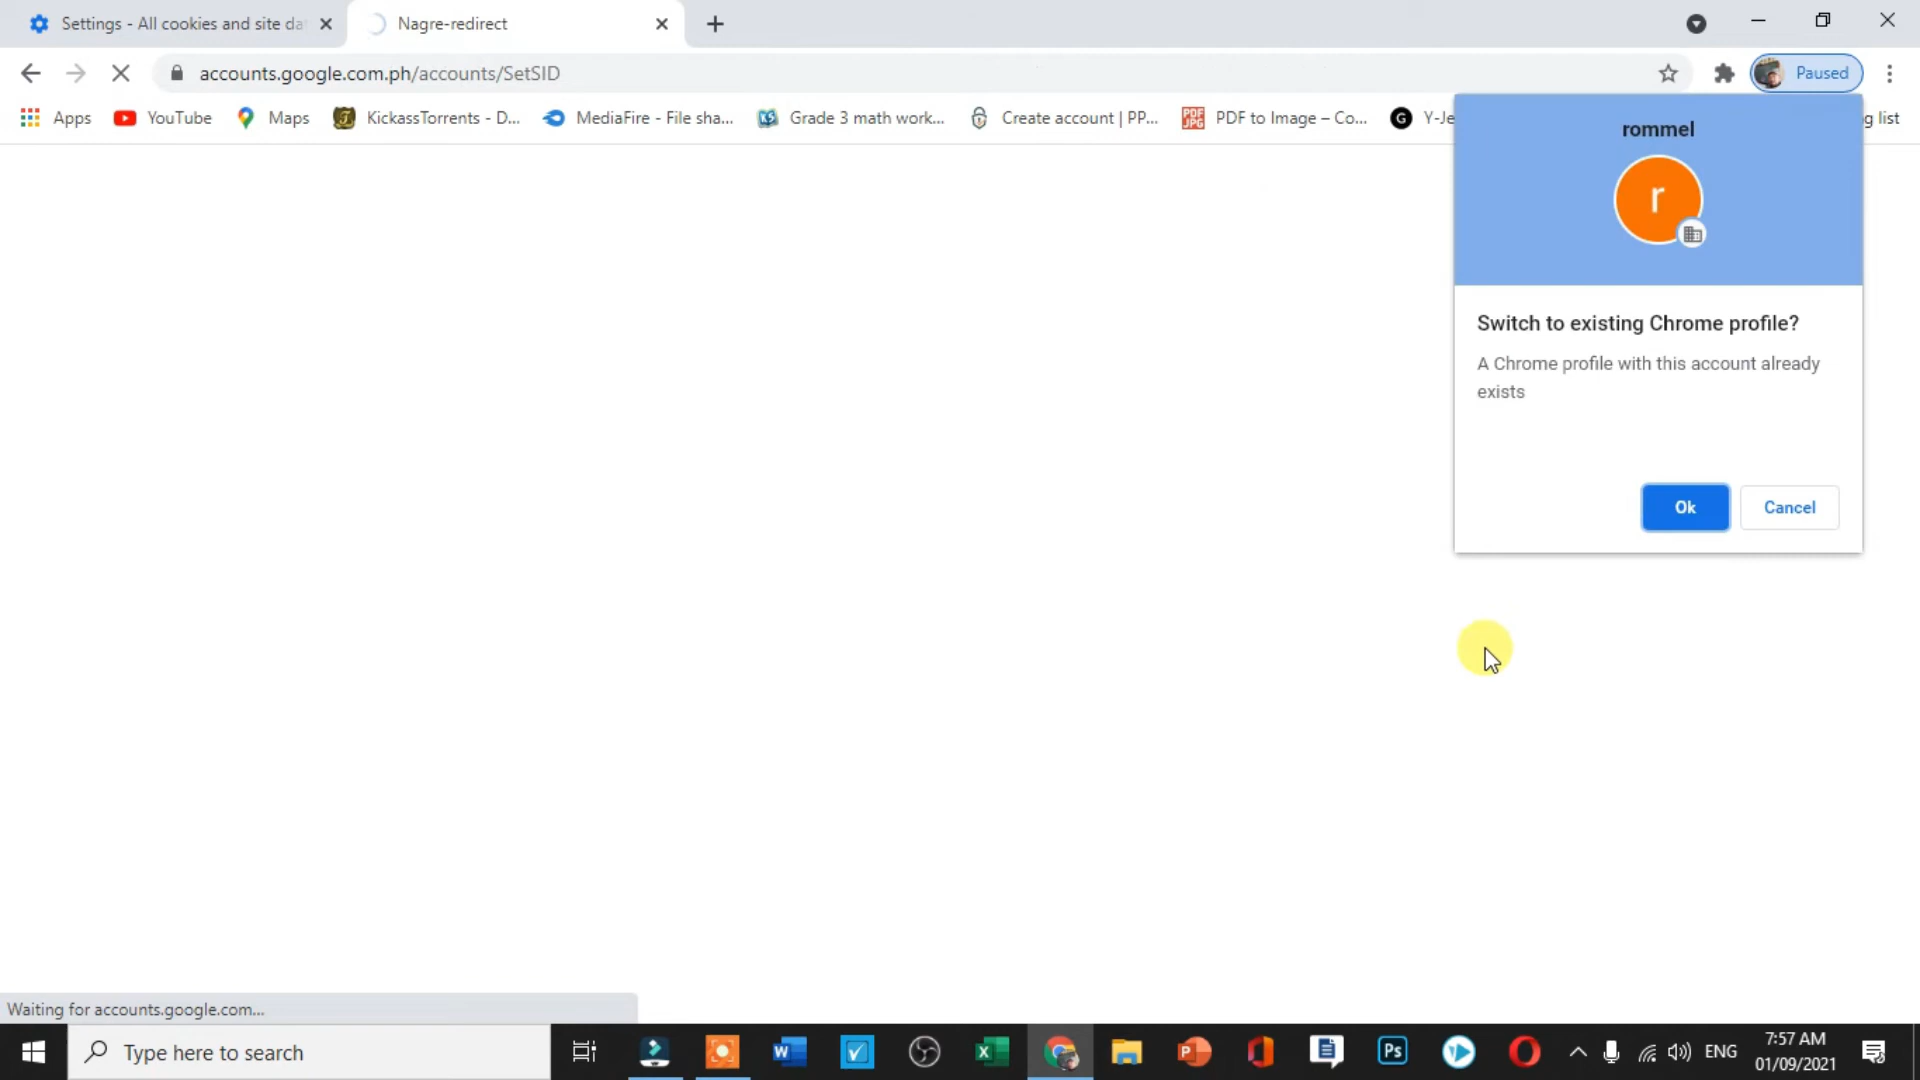 Settings - All cookies and site da
Nagre-redirect
accounts.google.com.ph/accounts/SetSID
Paused
Apps
YouTube
Maps
KickassTorrents - D...
MediaFire - File sha...
Grade 3 math work...
Create account | PP...
PDF to Image – Co...
Y-Je
g list
rommel
r
Switch to existing Chrome profile?
A Chrome profile with this account already
exists
Ok
Cancel
Waiting for accounts.google.com...
Type here to search
ENG
7:57 AM
01/09/2021